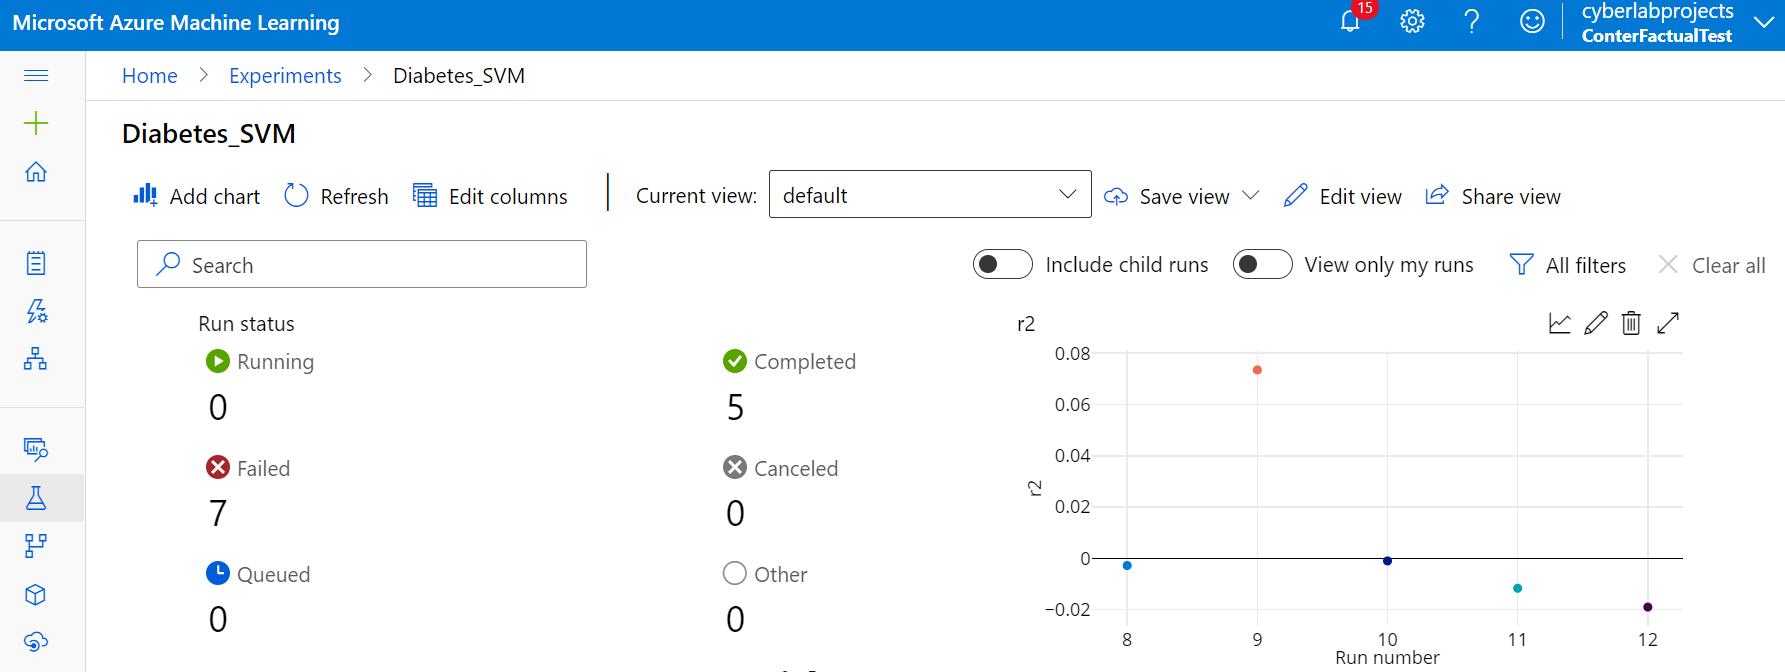 Microsoft Azure Machine Learning
15
cyberlabprojects
ConterFactualTest
Home > Experiments > Diabetes_SVM
Diabetes_SVM
Add chart Refresh Edit columns Current view: default Save view Edit view Share view
Search Include child runs View only my runs All filters Clear all
Run status
Running Completed
0 5
Failed Canceled
7 0
Queued Other
0 0
r2
0.08
0.06
0.04
r2
0.02
0
−0.02
8 9 10 11 12
Run number